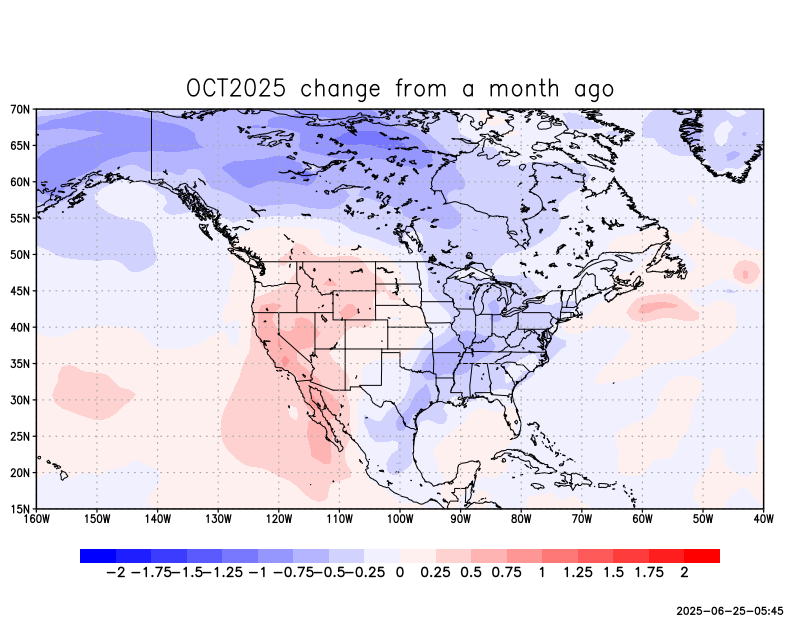 OCT2025 change from a month ago
70N
65N
60N
55N
50N
45N
40N
35N
30N
25N
20N
15N
160W 150W 140W 130W 120W 110W 100W 90W 80W 70W 60W 50W 40W
−2 −1.75 −1.5 −1.25 −1 −0.75 −0.5 −0.25 0 0.25 0.5 0.75 1 1.25 1.5 1.75 2
2025−06−25−05:45